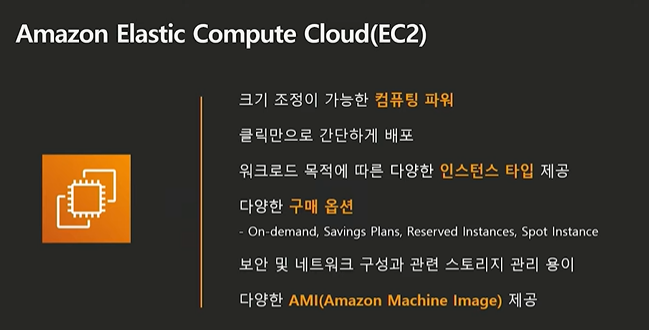 Amazon Elastic Compute Cloud(EC2)
크기 조정이 가능한 컴퓨팅 파워
클릭만으로 간단하게 배포
워크로드 목적에 따른 다양한 인스턴스 타입 제공
다양한 구매 옵션
- On-demand, Savings Plans, Reserved Instances, Spot Instance
보안 및 네트워크 구성과 관련 스토리지 관리 용이
다양한 AMI(Amazon Machine Image) 제공